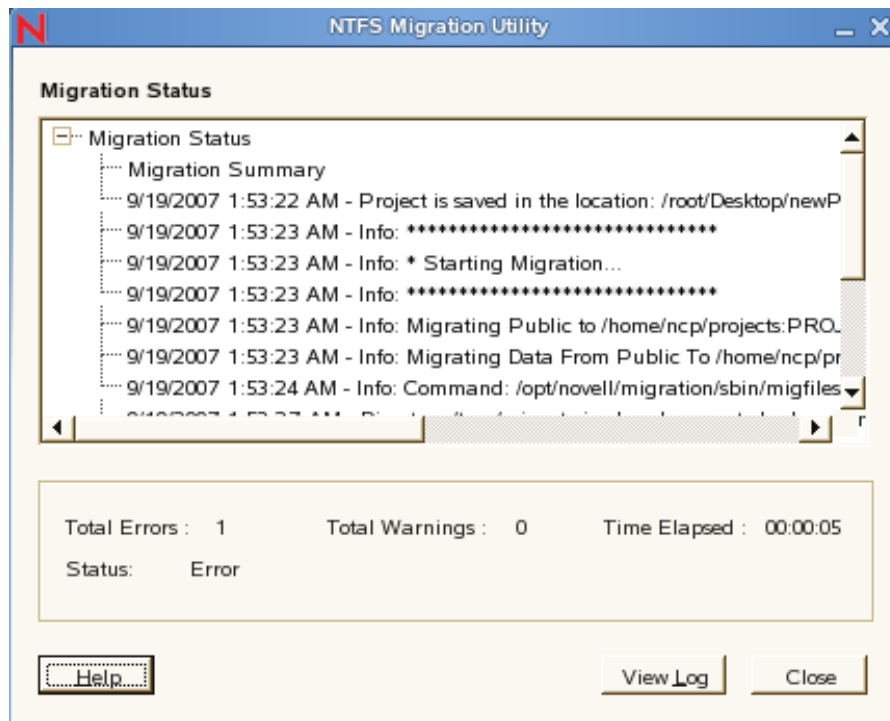 NTFS Migration Utility
Migration Status
Migration Status
Migration Summary
9/19/2007 1:53:22 AM - Project is saved in the location: /root/Desktop/newP
9/19/2007 1:53:23 AM - Info: ******************************
9/19/2007 1:53:23 AM - Info: * Starting Migration...
9/19/2007 1:53:23 AM - Info: ******************************
9/19/2007 1:53:23 AM - Info: Migrating Public to /home/ncp/projects:PROJ
9/19/2007 1:53:23 AM - Info: Migrating Data From Public To /home/ncp/pr
9/19/2007 1:53:24 AM - Info: Command: /opt/novell/migration/sbin/migfiles
Total Errors : 1 Total Warnings : 0 Time Elapsed : 00:00:05
Status: Error
Help View Log Close